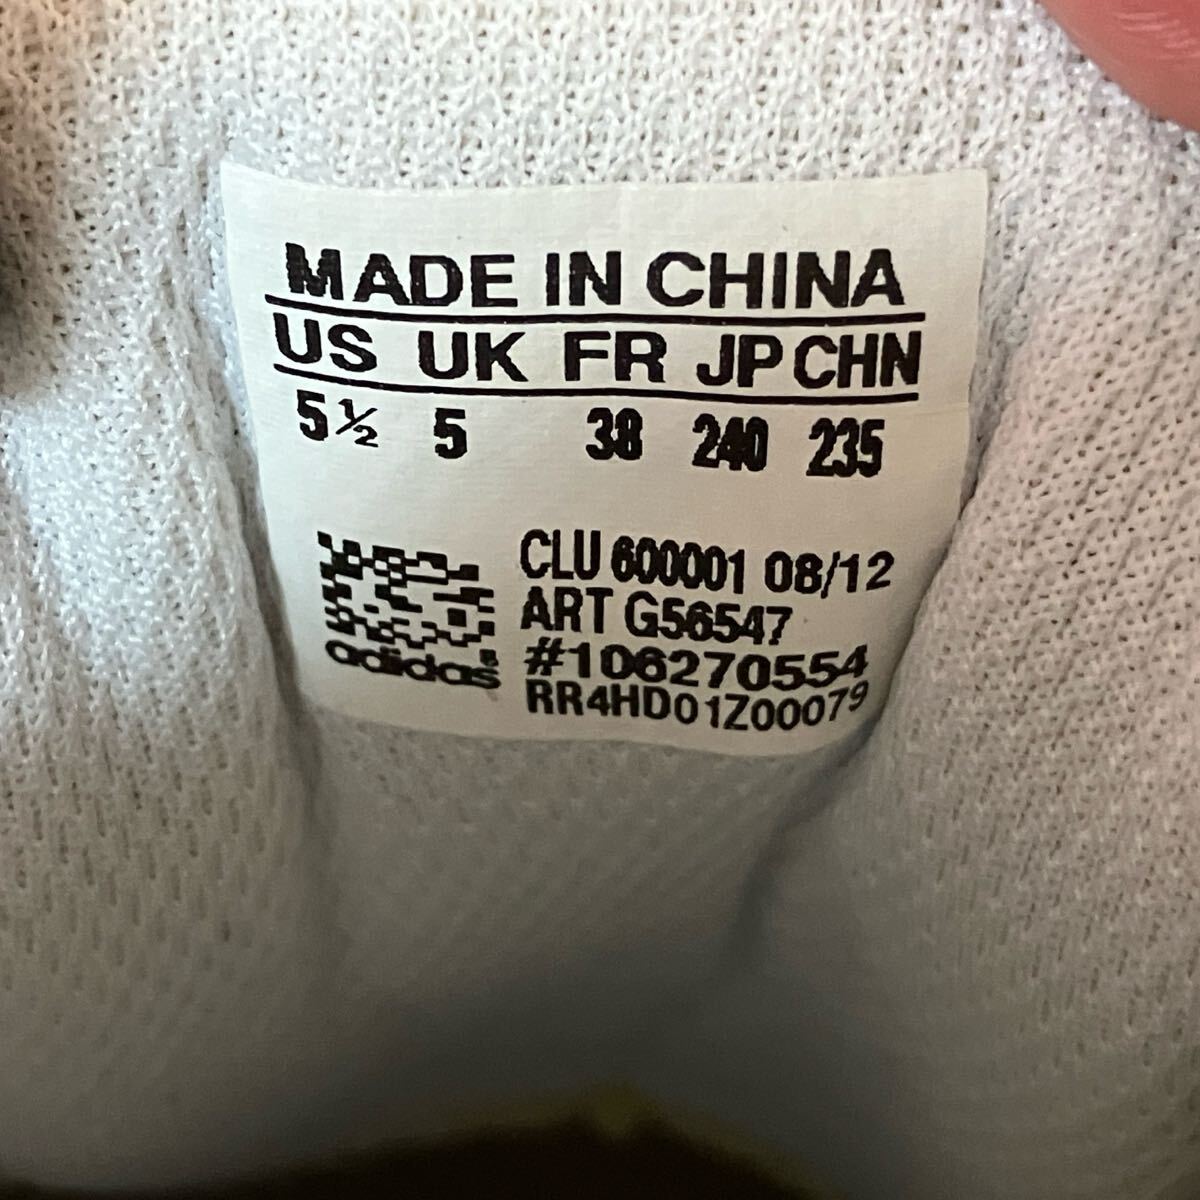 MADE IN CHINA
US UK FR JP CHN
5½ 5 38 240 235
CLU 600001 08/12
ART G56547
#106270554
adidas®
RR4HD01Z00079